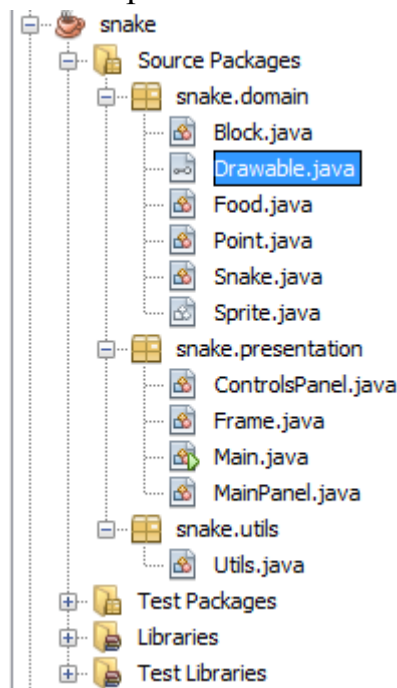 snake
Source Packages
snake.domain
Block.java
Drawable.java
Food.java
Point.java
Snake.java
Sprite.java
snake.presentation
ControlsPanel.java
Frame.java
Main.java
MainPanel.java
snake.utils
Utils.java
Test Packages
Libraries
Test Libraries